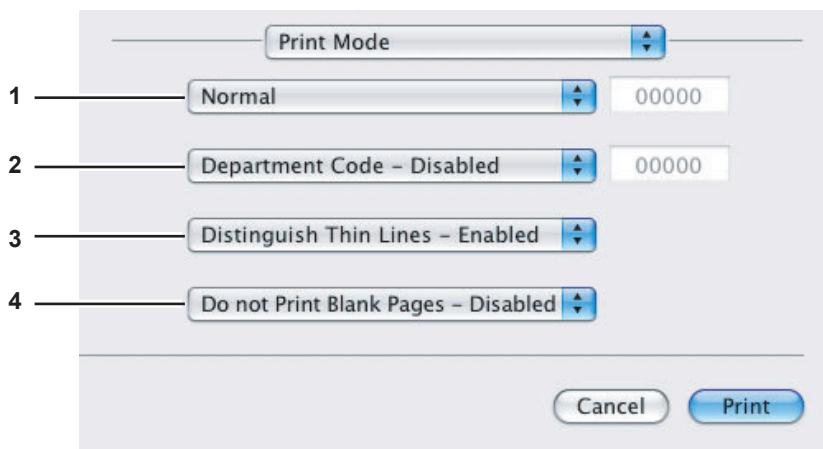 Print Mode
1 Normal 00000
2 Department Code – Disabled 00000
3 Distinguish Thin Lines – Enabled
4 Do not Print Blank Pages – Disabled
Cancel Print